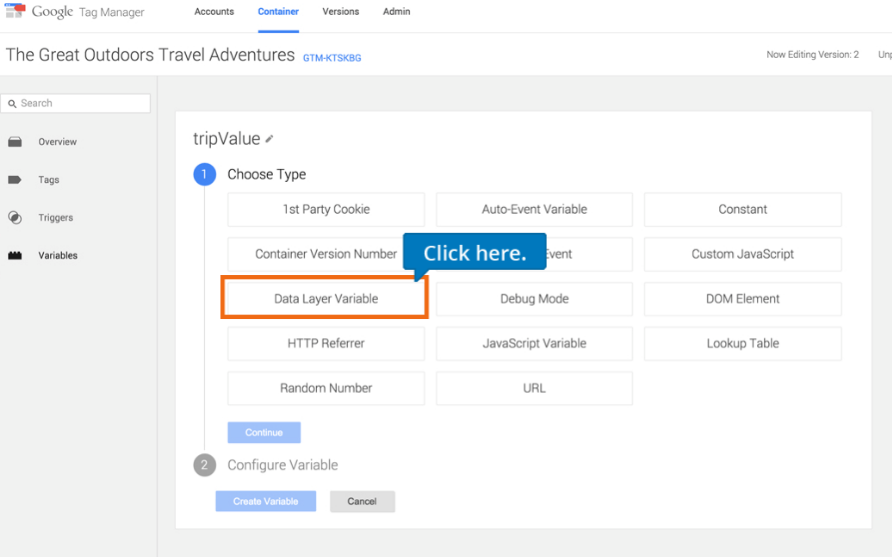 Google Tag Manager Accounts Container Versions Admin
The Great Outdoors Travel Adventures GTM-KTSKBG Now Editing Version: 2
Search
Overview
Tags
Triggers
Variables
tripValue
1 Choose Type
1st Party Cookie Auto-Event Variable Constant
Container Version Number Click here. Event Custom JavaScript
Data Layer Variable Debug Mode DOM Element
HTTP Referrer JavaScript Variable Lookup Table
Random Number URL
Continue
2 Configure Variable
Create Variable Cancel